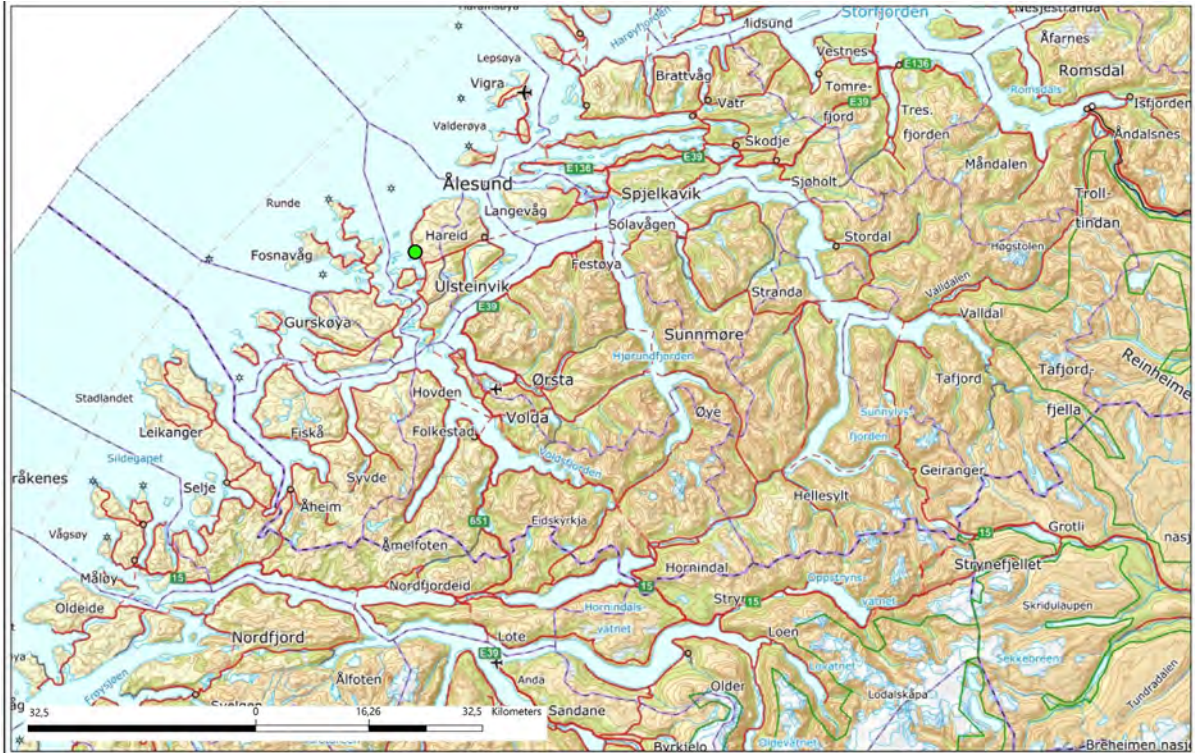 Storfjorden
Nesjestranda
Midsund
Harøyfjorden
Åfarnes
Vestnes
Lepsøya
Brattvåg
E136
Romsdal
Vigra
Tomre-
fjord
E39
Romsdals
Isfjorden
Vatr
Tres.
fjorden
Åndalsnes
Valderøya
Skodje
E39
Måndalen
E136
Ålesund
Spjelkavik
Sjøholt
Troll-
tindan
Runde
Langevåg
Solavågen
Hareid
Stordal
Høgstolen
Fosnavåg
Festøya
Ulsteinvik
Stranda
Valldalen
E39
Valldal
Gurskøya
Sunnmøre
Hjørundfjorden
Reinheimen
Tafjord
Tafjord-
fjella
Ørsta
Hovden
Stadlandet
Volda
Øye
Sunnylvs
fjorden
Leikanger
Fiskå
Folkestad
Sildegapet
Voldsfjorden
Geiranger
råkenes
Selje
Syvde
Hellesylt
Åheim
Vågsøy
651
Eidskyrkja
Grotli
15
nasj
Åmelfoten
Hornindal
Strynefjellet
Måløy
15
Nordfjordeid
15
Oppstryns
vatnet
Stryn
15
Oldeide
Hornindals
vatnet
Skridulaupen
Nordfjord
Lote
Loen
E39
Sekkebreen
Frøysjøen
Ålfoten
Anda
Lovatnet
Older
Lodalskåpa
Tundradalen
32,5
0
16,25
32,5
Kilometers
Sandane
Byrkjelo
Oldevatnet
Breheimen nasj